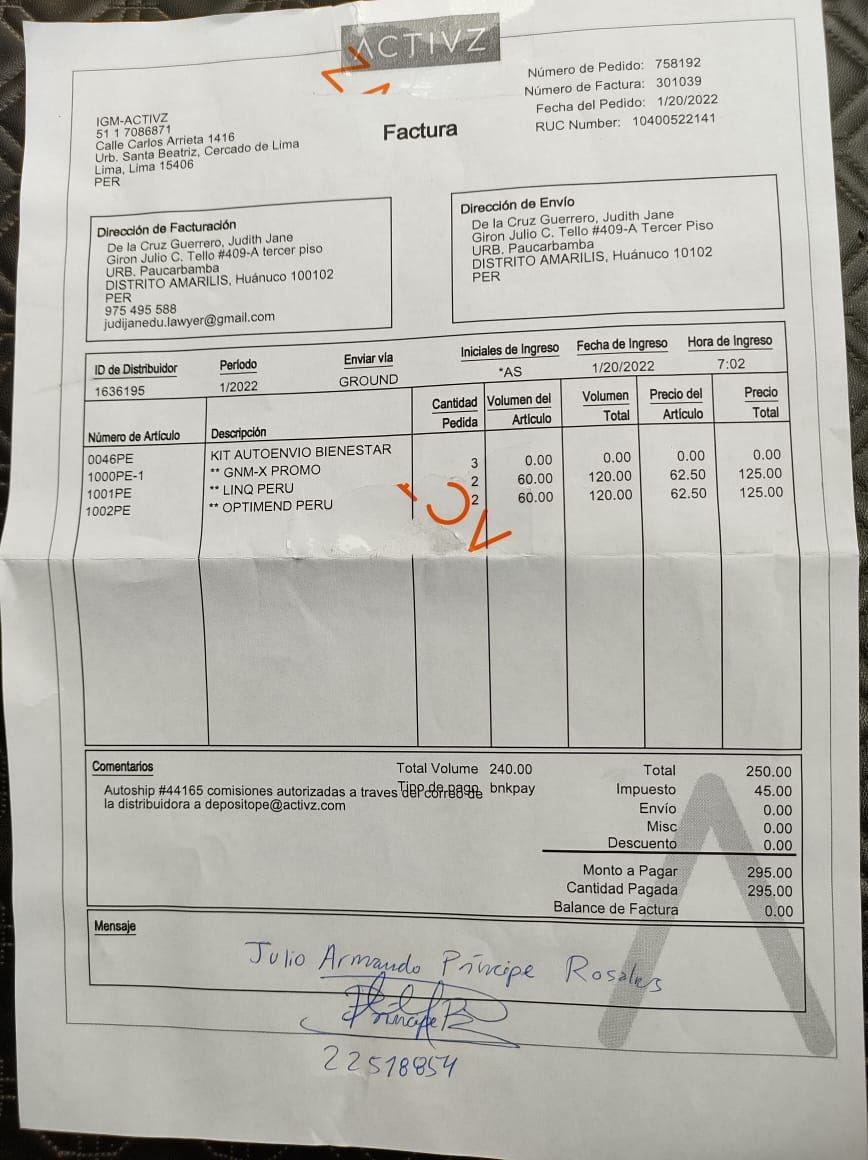 ACTIVZ
Número de Pedido: 758192
Número de Factura: 301039
Fecha del Pedido: 1/20/2022
RUC Number: 10400522141
IGM-ACTIVZ
51 1 7086871
Calle Carlos Arrieta 1416
Urb. Santa Beatriz, Cercado de Lima
Lima, Lima 15406
PER
Factura
Dirección de Facturación
De la Cruz Guerrero, Judith Jane
Giron Julio C. Tello #409-A tercer piso
URB. Paucarbamba
DISTRITO AMARILIS, Huánuco 100102
PER
975 495 588
judijanedu.lawyer@gmail.com
Dirección de Envío
De la Cruz Guerrero, Judith Jane
Giron Julio C. Tello #409-A Tercer Piso
URB. Paucarbamba
DISTRITO AMARILIS, Huánuco 10102
PER
ID de Distribuidor Período Enviar vía Iniciales de Ingreso Fecha de Ingreso Hora de Ingreso
1636195 1/2022 GROUND *AS 1/20/2022 7:02
Número de Artículo Descripción Cantidad Pedida Volumen del Artículo Volumen Total Precio del Artículo Precio Total
0046PE KIT AUTOENVIO BIENESTAR
1000PE-1 ** GNM-X PROMO 3 0.00 0.00 0.00 0.00
1001PE ** LINQ PERU 2 60.00 120.00 62.50 125.00
1002PE ** OPTIMEND PERU 2 60.00 120.00 62.50 125.00
Comentarios
Autoship #44165 comisiones autorizadas a traves del correo de
la distribuidora a depositope@activz.com
Total Volume 240.00
Tipo de pago bnkpay
Total 250.00
Impuesto 45.00
Envío 0.00
Misc 0.00
Descuento 0.00
Monto a Pagar 295.00
Cantidad Pagada 295.00
Balance de Factura 0.00
Mensaje
Julio Armando Príncipe Rosales
22518854